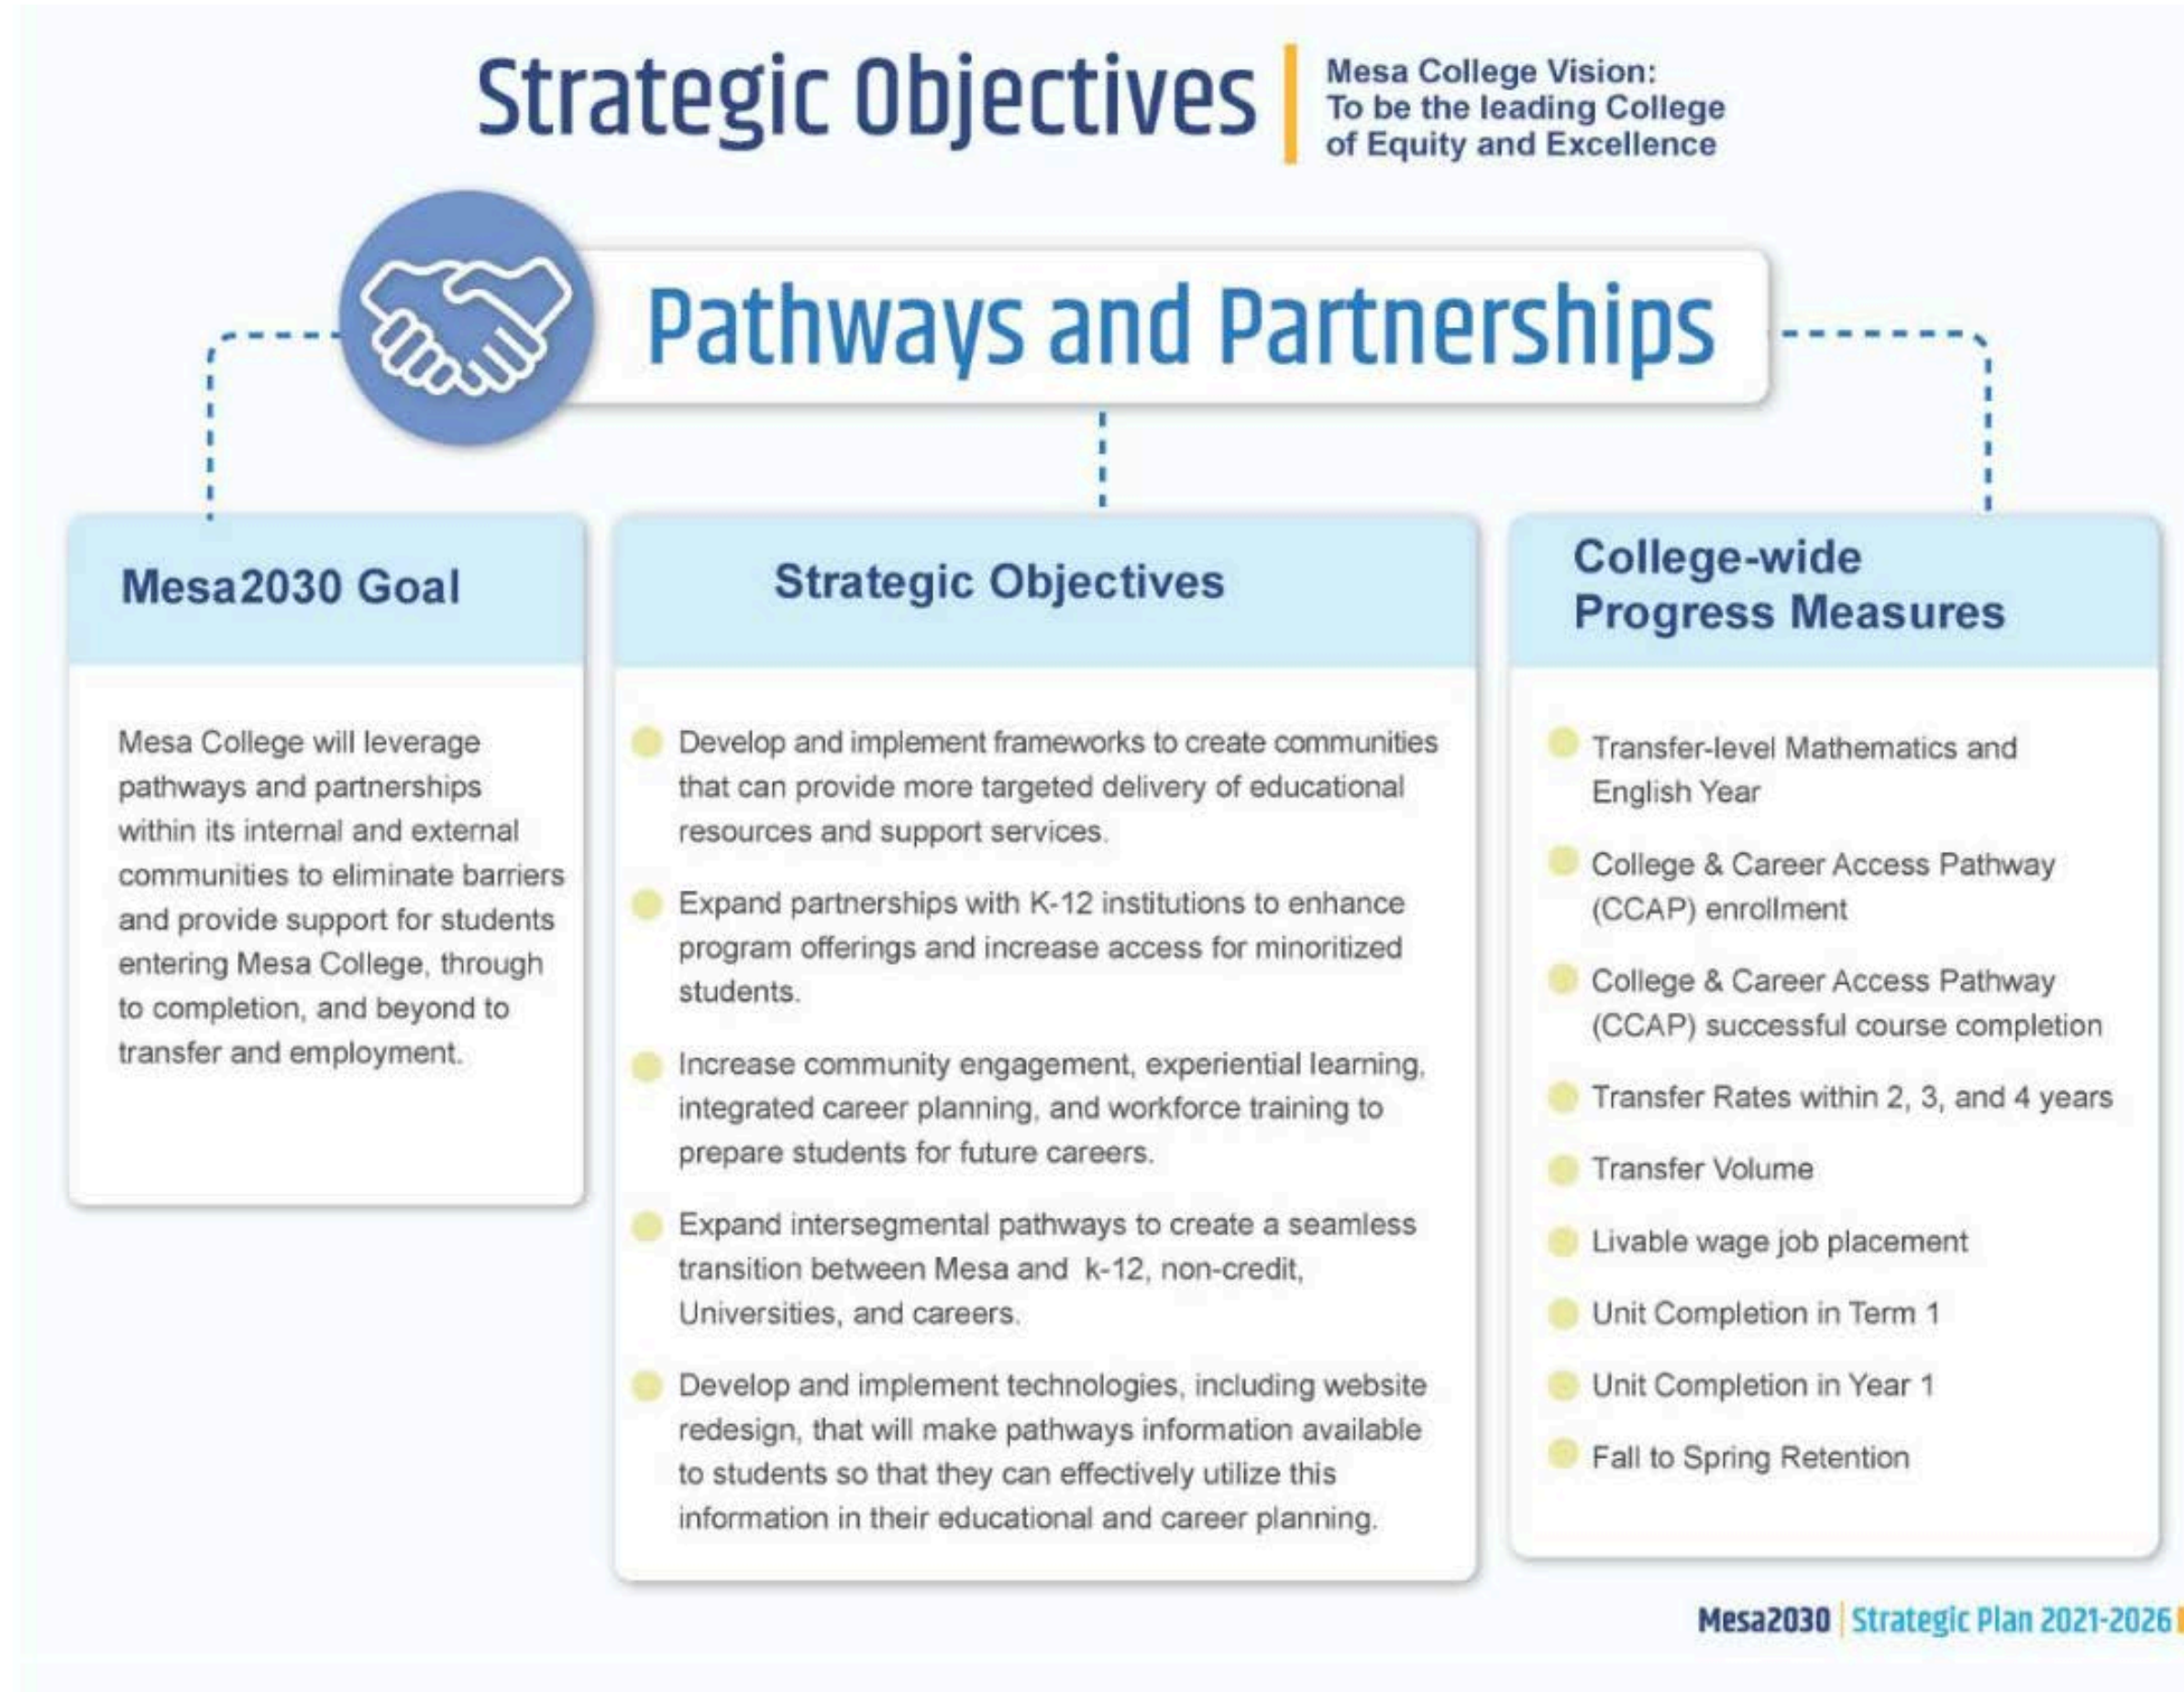 Strategic Objectives
Mesa College Vision:
To be the leading College
of Equity and Excellence
Pathways and Partnerships
Mesa2030 Goal
Mesa College will leverage
pathways and partnerships
within its internal and external
communities to eliminate barriers
and provide support for students
entering Mesa College, through
to completion, and beyond to
transfer and employment.
Strategic Objectives
Develop and implement frameworks to create communities
that can provide more targeted delivery of educational
resources and support services.
Expand partnerships with K-12 institutions to enhance
program offerings and increase access for minoritized
students.
Increase community engagement, experiential learning,
integrated career planning, and workforce training to
prepare students for future careers.
Expand intersegmental pathways to create a seamless
transition between Mesa and k-12, non-credit,
Universities, and careers.
Develop and implement technologies, including website
redesign, that will make pathways information available
to students so that they can effectively utilize this
information in their educational and career planning.
College-wide
Progress Measures
Transfer-level Mathematics and
English Year
College & Career Access Pathway
(CCAP) enrollment
College & Career Access Pathway
(CCAP) successful course completion
Transfer Rates within 2, 3, and 4 years
Transfer Volume
Livable wage job placement
Unit Completion in Term 1
Unit Completion in Year 1
Fall to Spring Retention
Mesa2030 | Strategic Plan 2021-2026